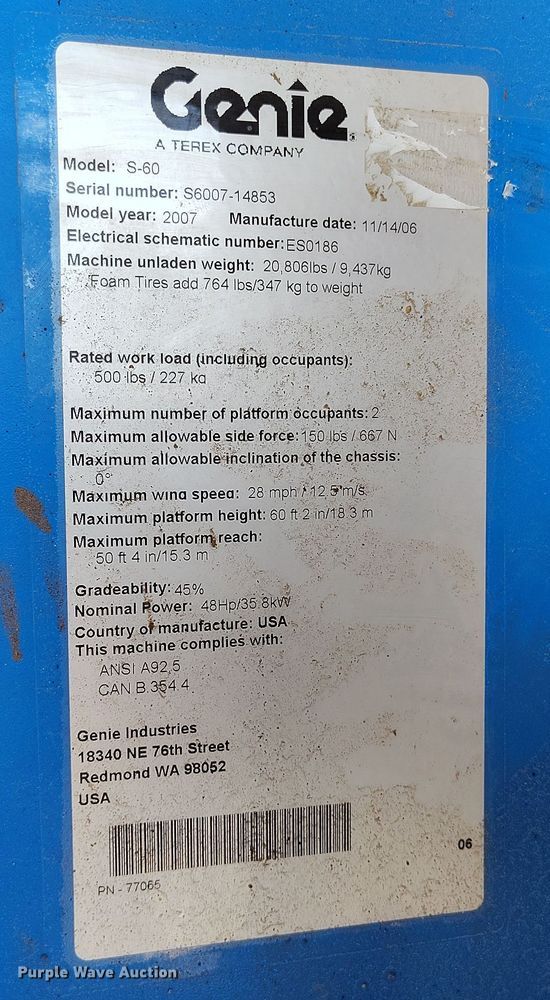 Genie
A TEREX COMPANY
Model: S-60
Serial number: S6007-14853
Model year: 2007 Manufacture date: 11/14/06
Electrical schematic number: ES0186
Machine unladen weight: 20,806lbs / 9,437kg
Foam Tires add 764 lbs/347 kg to weight
Rated work load (including occupants):
500 lbs / 227 kg
Maximum number of platform occupants: 2
Maximum allowable side force: 150 lbs / 667 N
Maximum allowable inclination of the chassis:
0°
Maximum wind speed: 28 mph / 12.5 m/s
Maximum platform height: 60 ft 2 in/18.3 m
Maximum platform reach:
50 ft 4 in/15.3 m
Gradeability: 45%
Nominal Power: 48Hp/35.8kW
Country of manufacture: USA
This machine complies with:
ANSI A92.5
CAN B.354.4
Genie Industries
18340 NE 76th Street
Redmond WA 98052
USA
06
PN - 77065
Purple Wave Auction